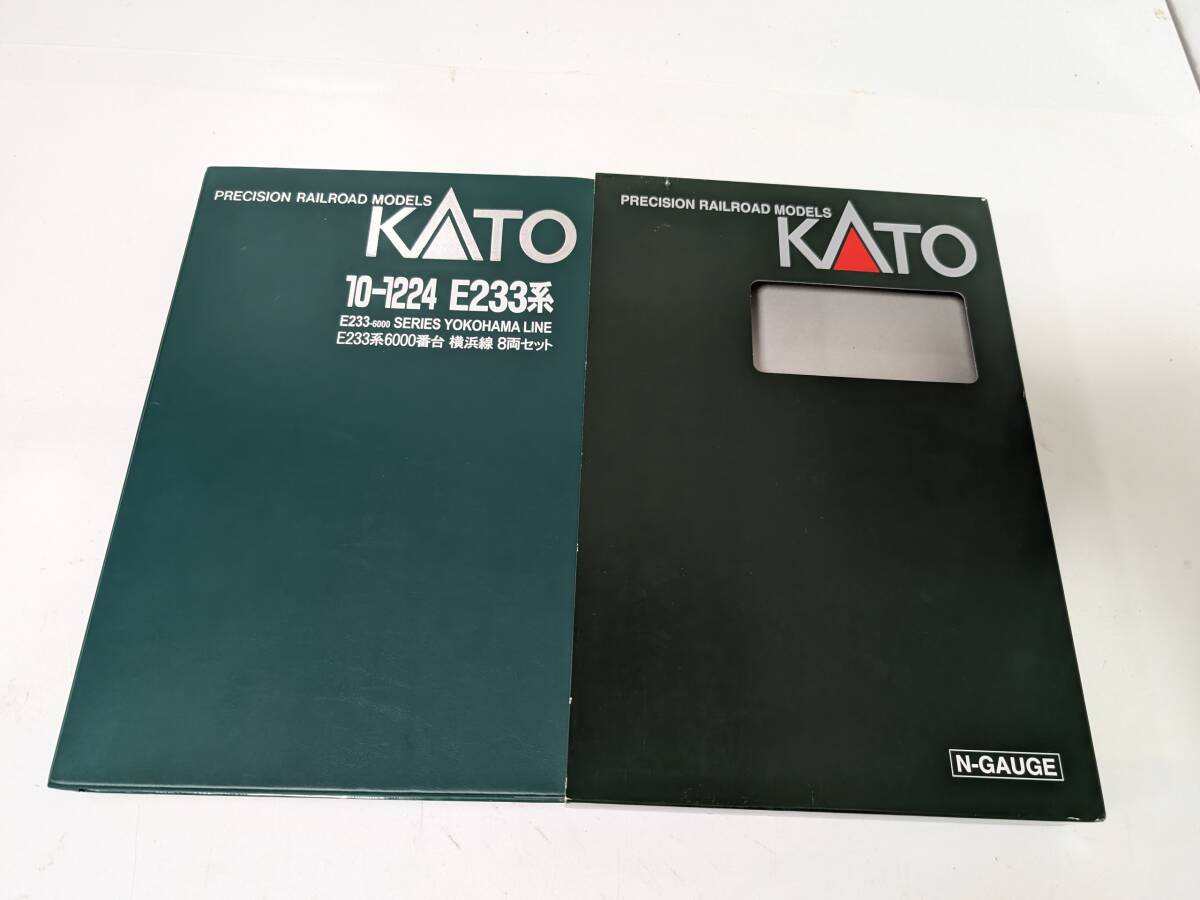 PRECISION RAILROAD MODELS
KATO
10-1224 E233系
E233-6000 SERIES YOKOHAMA LINE
E233系6000番台 横浜線 8両セット
PRECISION RAILROAD MODELS
KATO
N-GAUGE